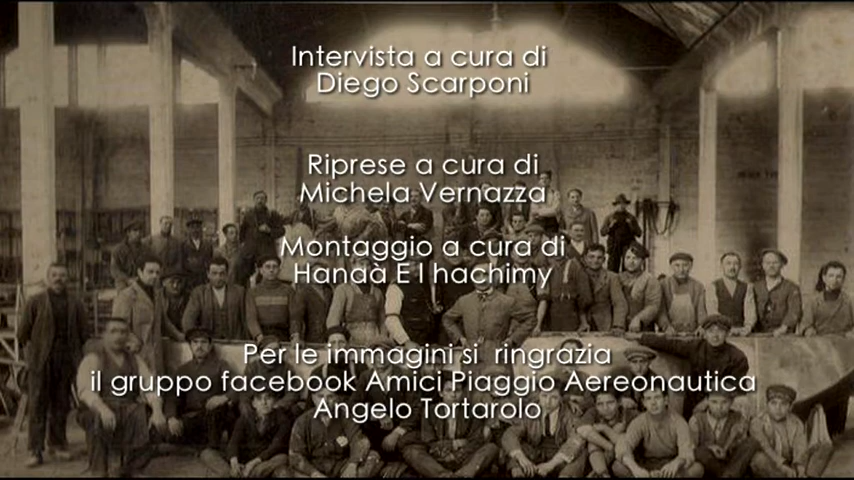 Intervista a cura di
Diego Scarponi
Riprese a cura di
Michela Vernazza
Montaggio a cura di
Hanaà E l hachimy
Per le immagini si ringrazia
il gruppo facebook Amici Piaggio Aereonautica
Angelo Tortarolo